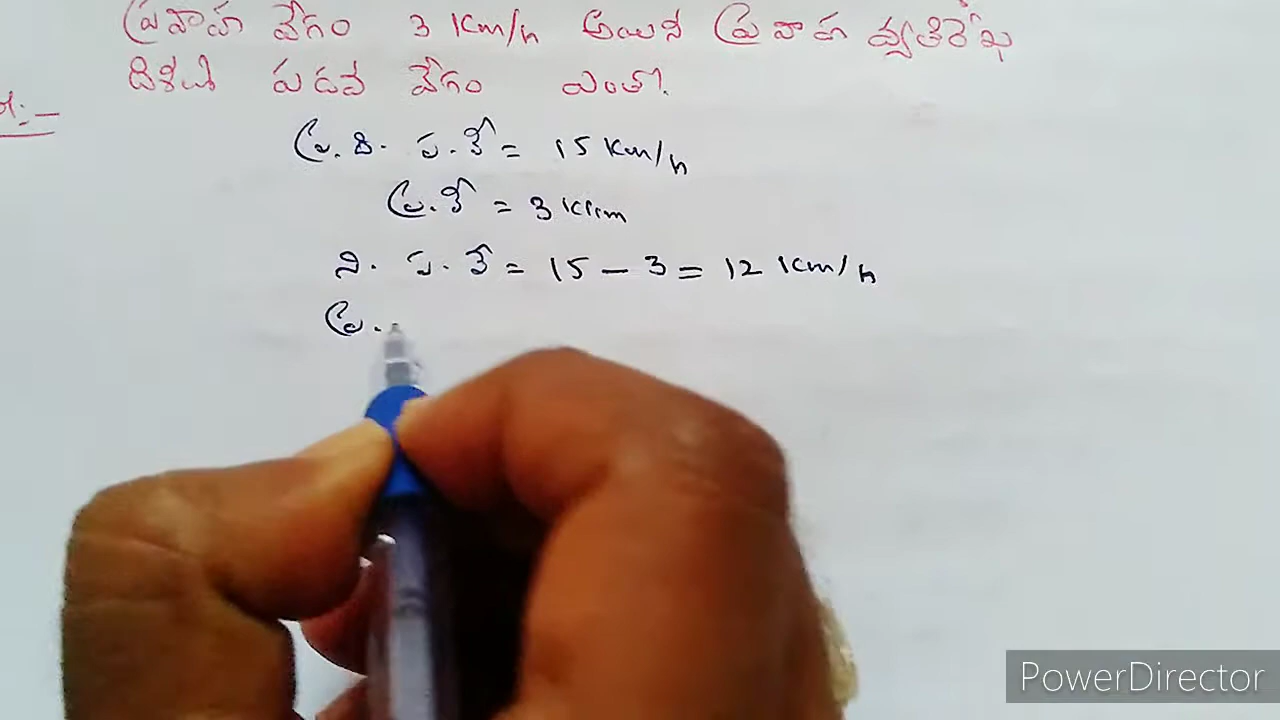 ప్రవాహ వేగం 3 Km/h అయిన ప్రవాహ వ్యతిరేఖ
దిశలో పడవ వేగం ఎంత?
ప్ర. ది. ప. వే = 15 Km/h
ప్ర. వే = 3 Km
ని. ప. వే = 15 – 3 = 12 Km/h
ప్ర.
PowerDirector